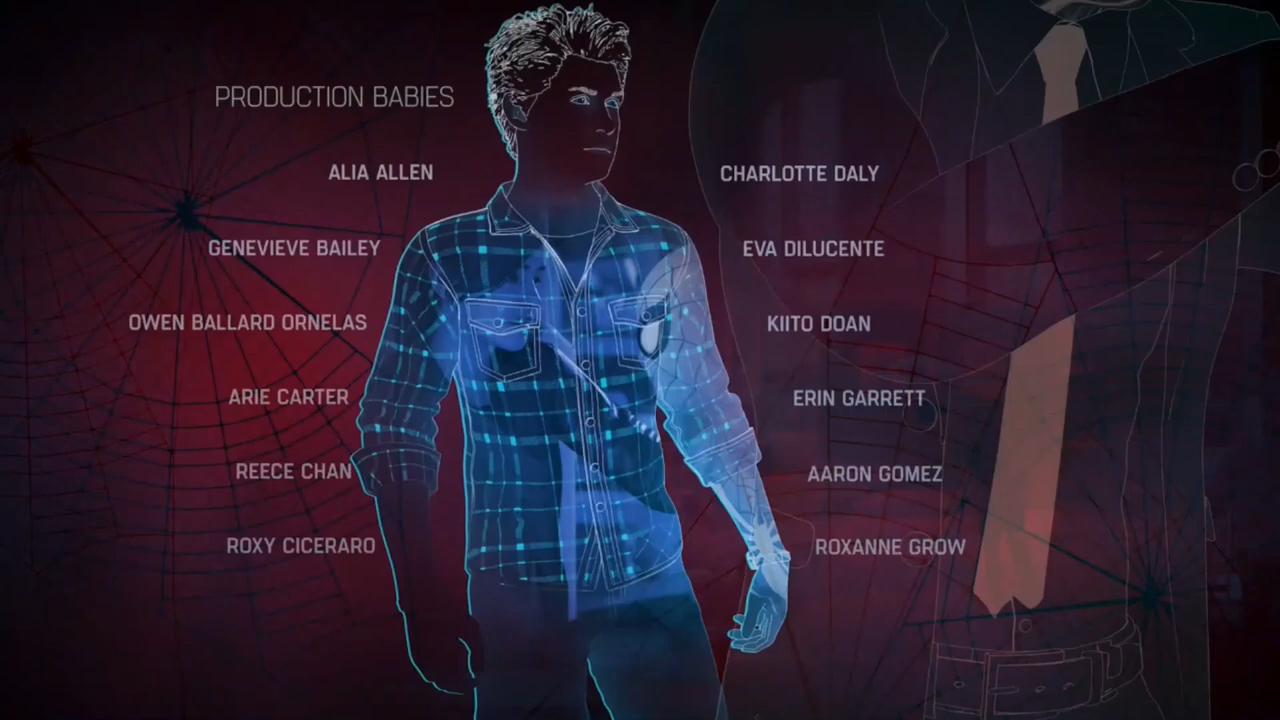 PRODUCTION BABIES
ALIA ALLEN
GENEVIEVE BAILEY
OWEN BALLARD ORNELAS
ARIE CARTER
REECE CHAN
ROXY CICERARO
CHARLOTTE DALY
EVA DILUCENTE
KIITO DOAN
ERIN GARRETT
AARON GOMEZ
ROXANNE GROW